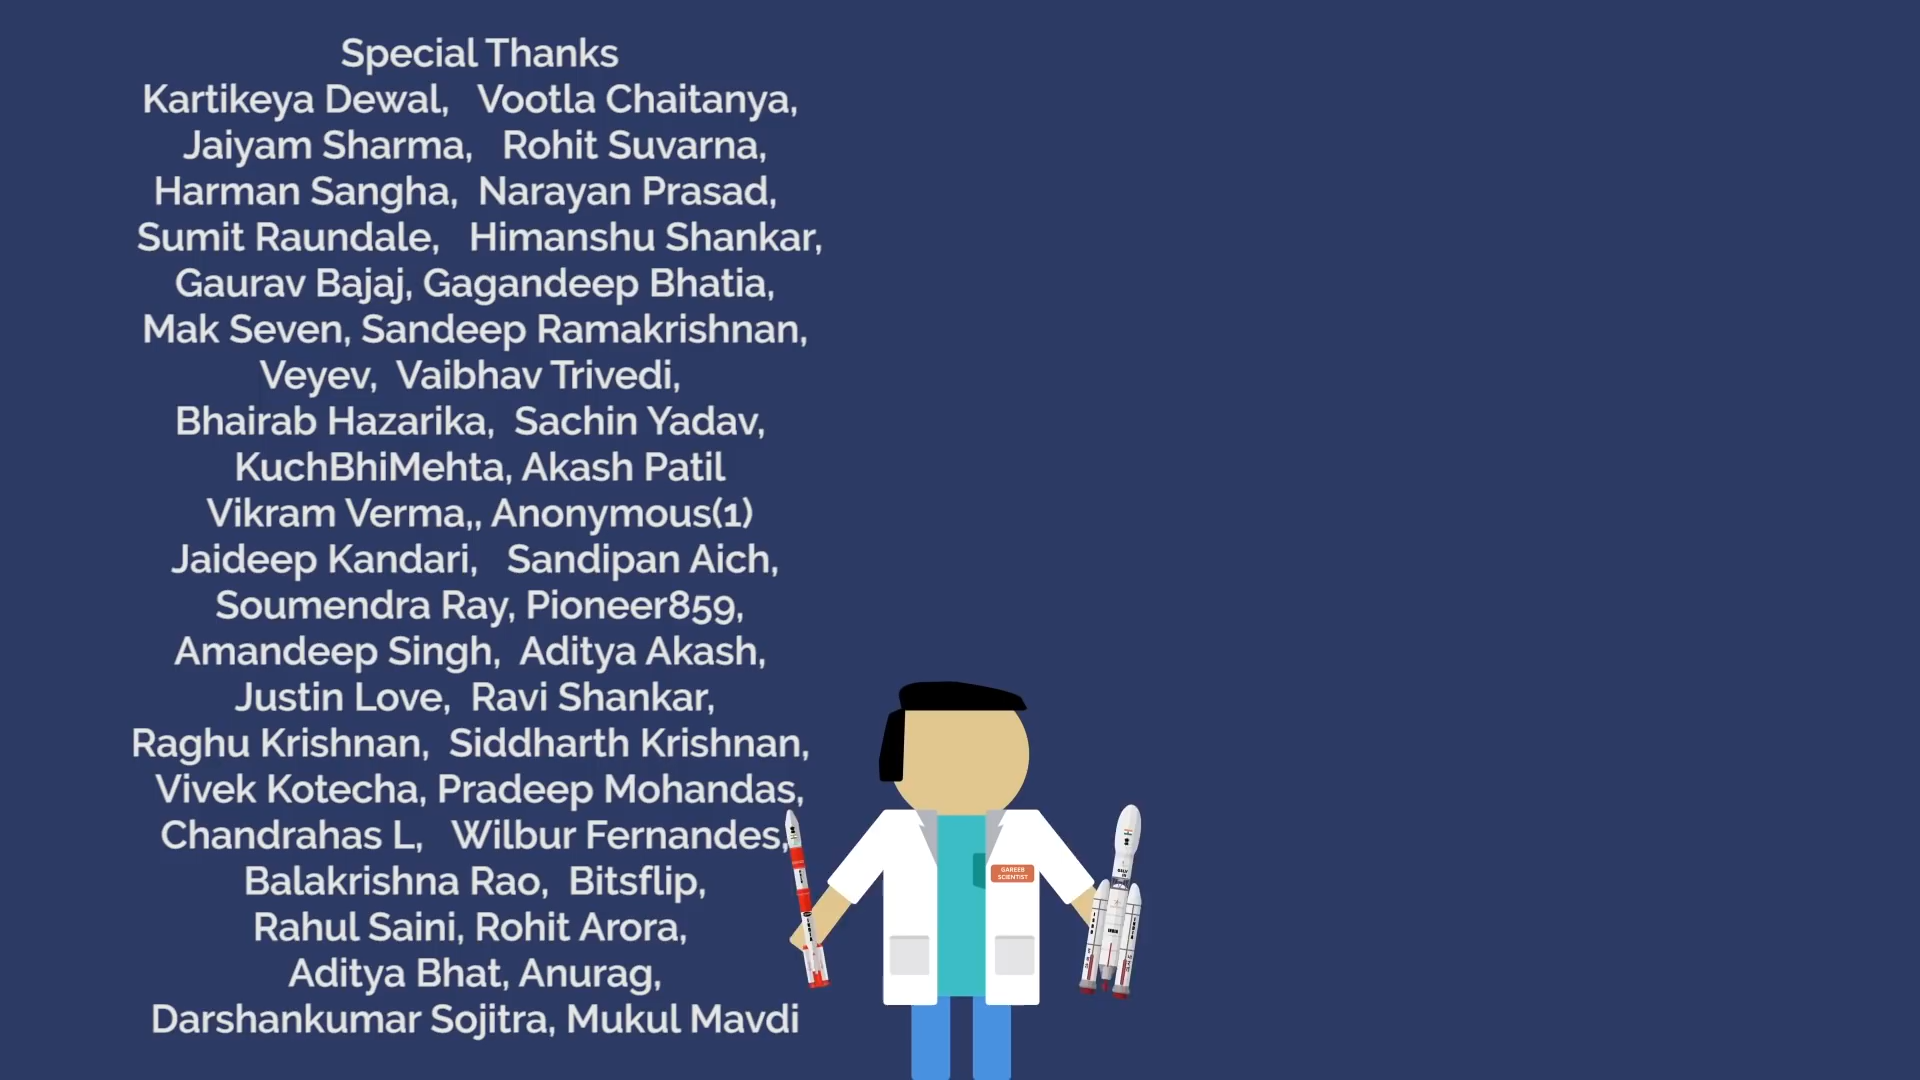 Special Thanks
Kartikeya Dewal, Vootla Chaitanya,
Jaiyam Sharma, Rohit Suvarna,
Harman Sangha, Narayan Prasad,
Sumit Raundale, Himanshu Shankar,
Gaurav Bajaj, Gagandeep Bhatia,
Mak Seven, Sandeep Ramakrishnan,
Veyev, Vaibhav Trivedi,
Bhairab Hazarika, Sachin Yadav,
KuchBhiMehta, Akash Patil
Vikram Verma,, Anonymous(1)
Jaideep Kandari, Sandipan Aich,
Soumendra Ray, Pioneer859,
Amandeep Singh, Aditya Akash,
Justin Love, Ravi Shankar,
Raghu Krishnan, Siddharth Krishnan,
Vivek Kotecha, Pradeep Mohandas,
Chandrahas L, Wilbur Fernandes,
Balakrishna Rao, Bitsflip,
Rahul Saini, Rohit Arora,
Aditya Bhat, Anurag,
Darshankumar Sojitra, Mukul Mavdi
GAREEB
SCIENTIST